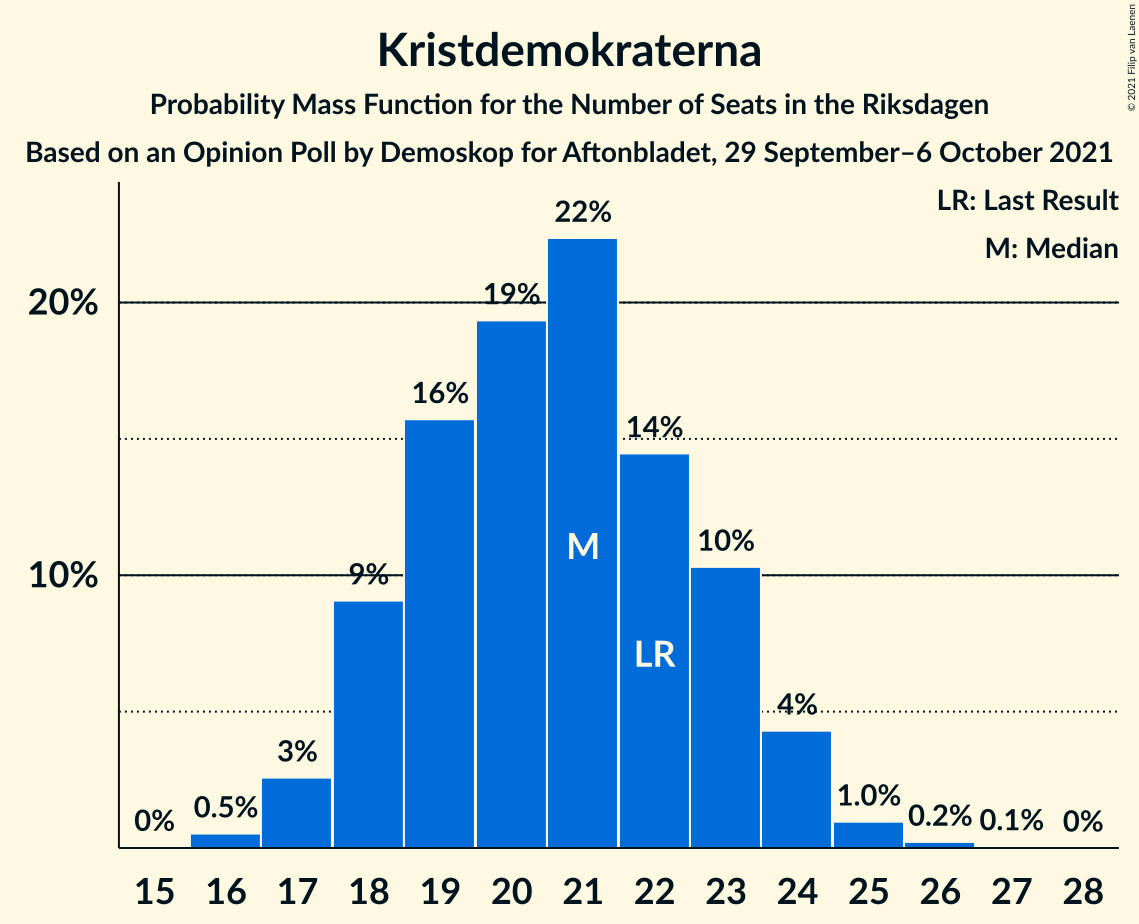 Kristdemokraterna
Probability Mass Function for the Number of Seats in the Riksdagen
Based on an Opinion Poll by Demoskop for Aftonbladet, 29 September–6 October 2021
© 2021 Filip van Laenen
LR: Last Result
M: Median
20%
10%
0%
0.5%
3%
9%
16%
19%
22%
14%
10%
4%
1.0%
0.2%
0.1%
0%
M
LR
15 16 17 18 19 20 21 22 23 24 25 26 27 28